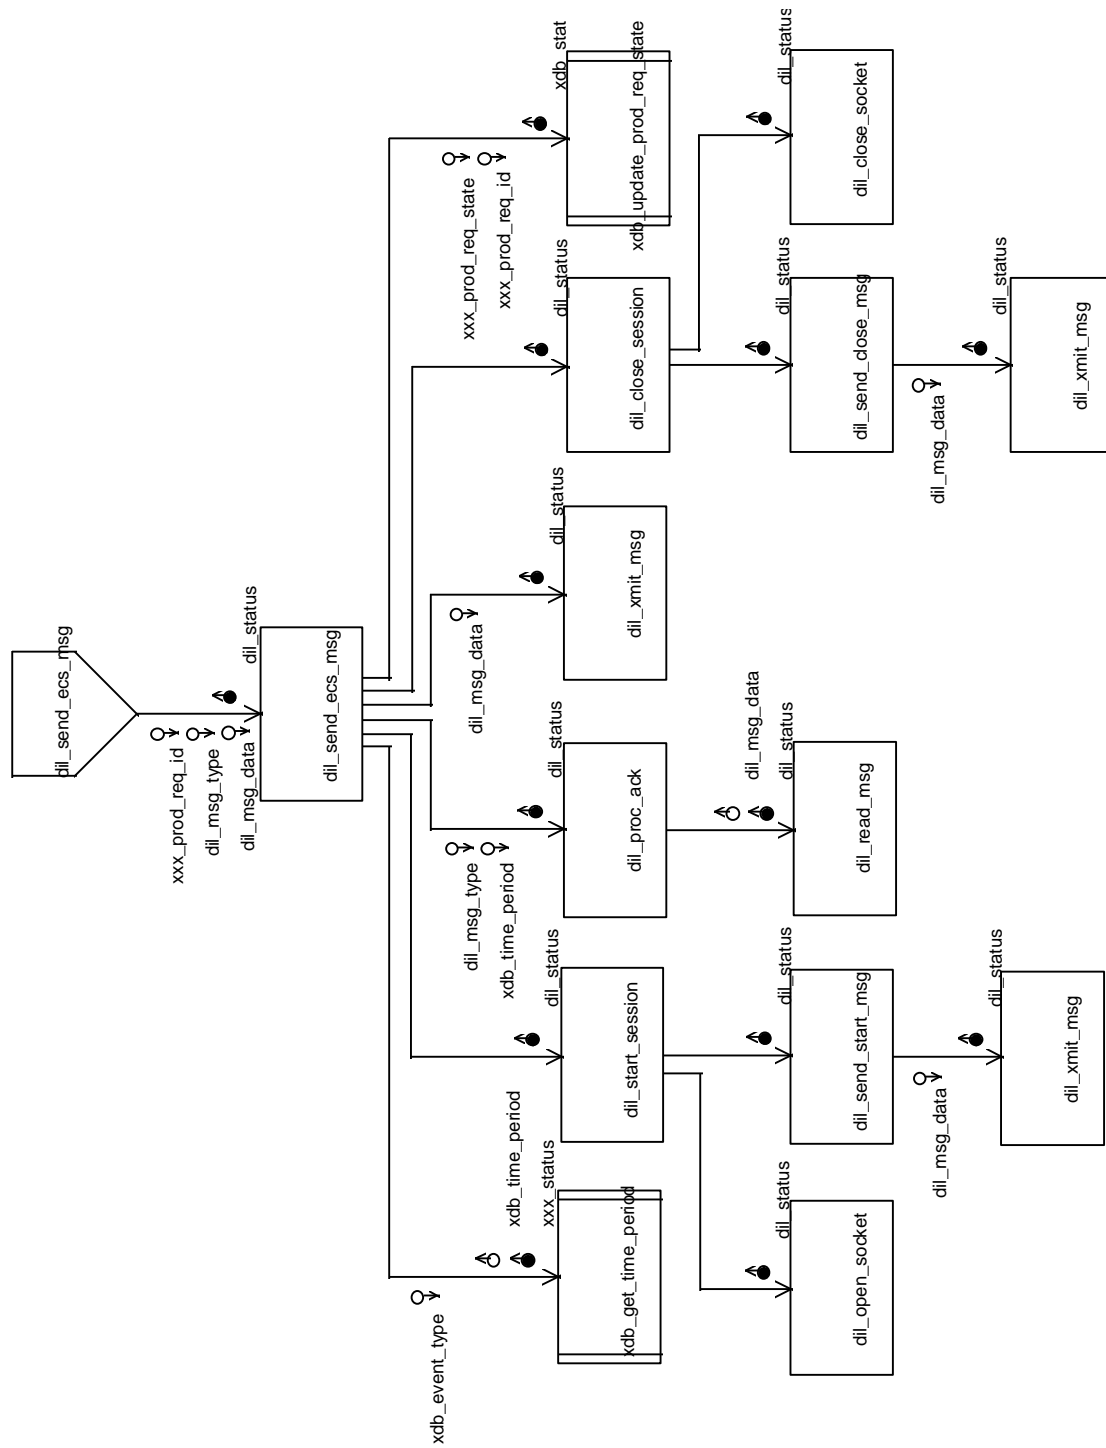 dil_send_ecs_msg
xxx_prod_req_id
dil_msg_type
dil_msg_data
dil_status
dil_send_ecs_msg
xdb_event_type
xdb_time_period
xxx_status
xdb_get_time_period
dil_status
dil_start_session
dil_msg_type
xdb_time_period
dil_status
dil_proc_ack
dil_msg_data
dil_status
dil_xmit_msg
dil_status
dil_close_session
xxx_prod_req_state
xxx_prod_req_id
xdb_stat
xdb_update_prod_req_state
dil_status
dil_open_socket
dil_status
dil_send_start_msg
dil_msg_data
dil_status
dil_read_msg
dil_status
dil_send_close_msg
dil_status
dil_close_socket
dil_msg_data
dil_status
dil_xmit_msg
dil_msg_data
dil_status
dil_xmit_msg